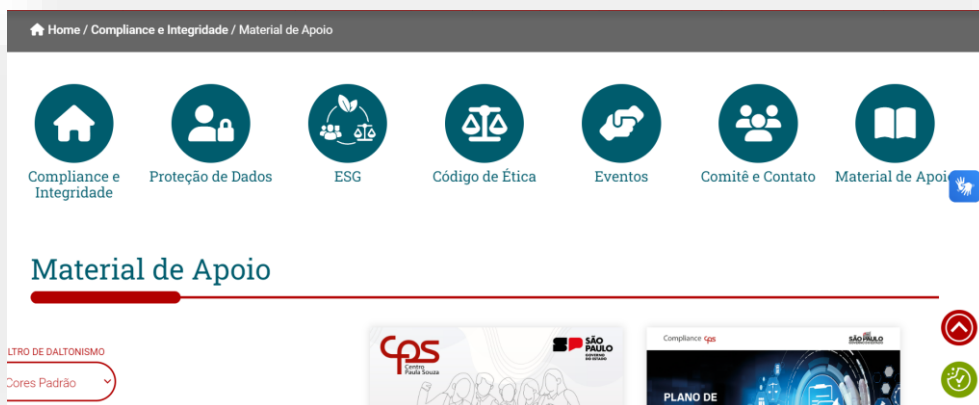 Home / Compliance e Integridade / Material de Apoio
Compliance e
Integridade
Proteção de Dados
ESG
Código de Ética
Eventos
Comitê e Contato
Material de Apoi
Material de Apoio
LTRO DE DALTONISMO
Cores Padrão
Cps
Centro
Paula Souza
SÃO
PAULO
GOVERNO
DO ESTADO
Compliance Cps
SÃO PAULO
PLANO DE